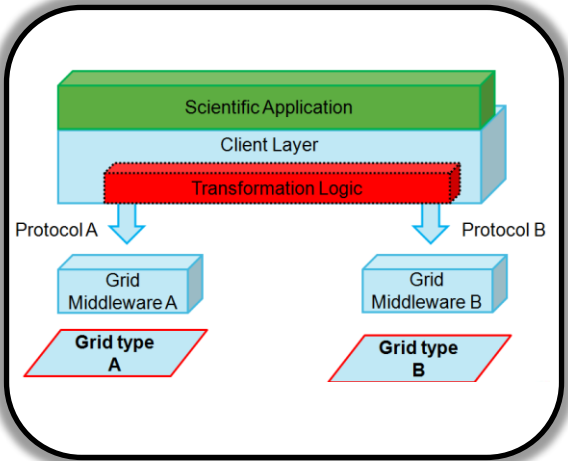 Scientific Application
Client Layer
Transformation Logic
Protocol A
Protocol B
Grid
Middleware A
Grid
Middleware B
Grid type
A
Grid type
B